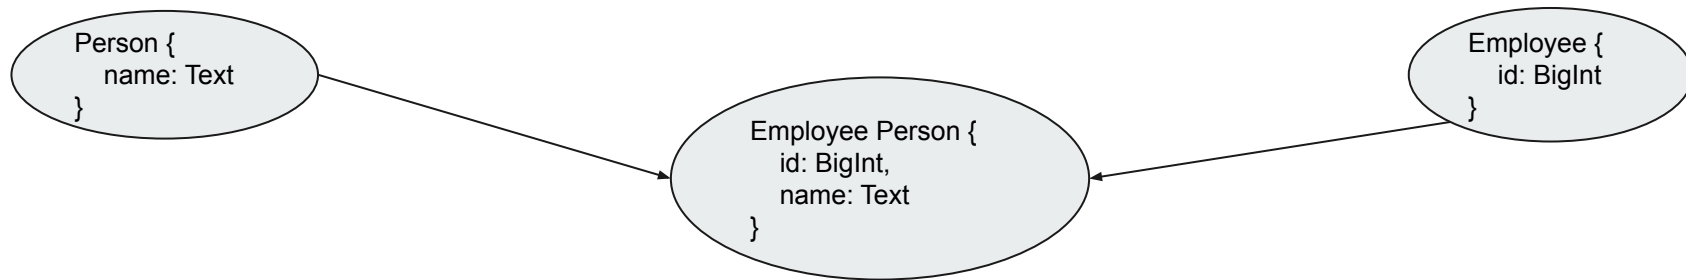 Person {
name: Text
}
Employee Person {
id: BigInt,
name: Text
}
Employee {
id: BigInt
}